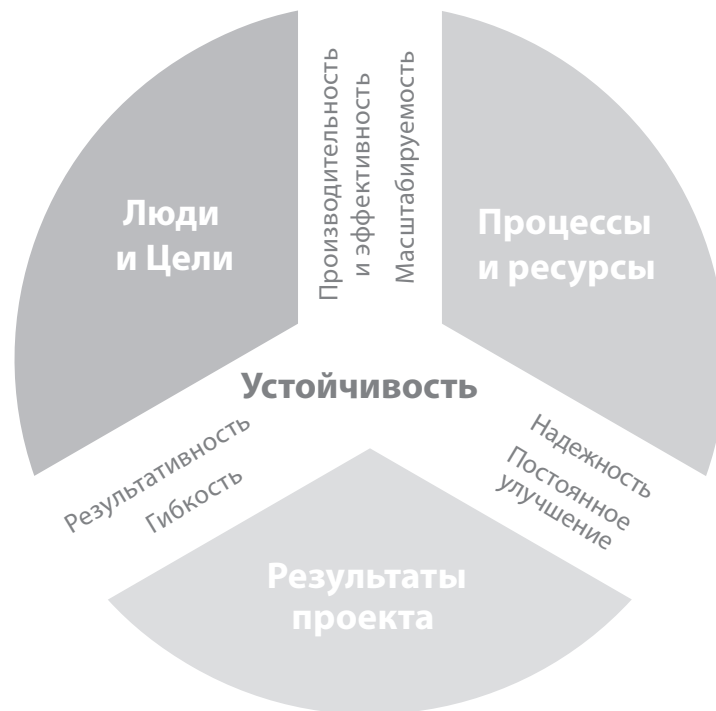 Производительность
и эффективность
Масштабируемость
Люди
и Цели
Процессы
и ресурсы
Устойчивость
Результативность
Гибкость
Надежность
Постоянное
улучшение
Результаты
проекта